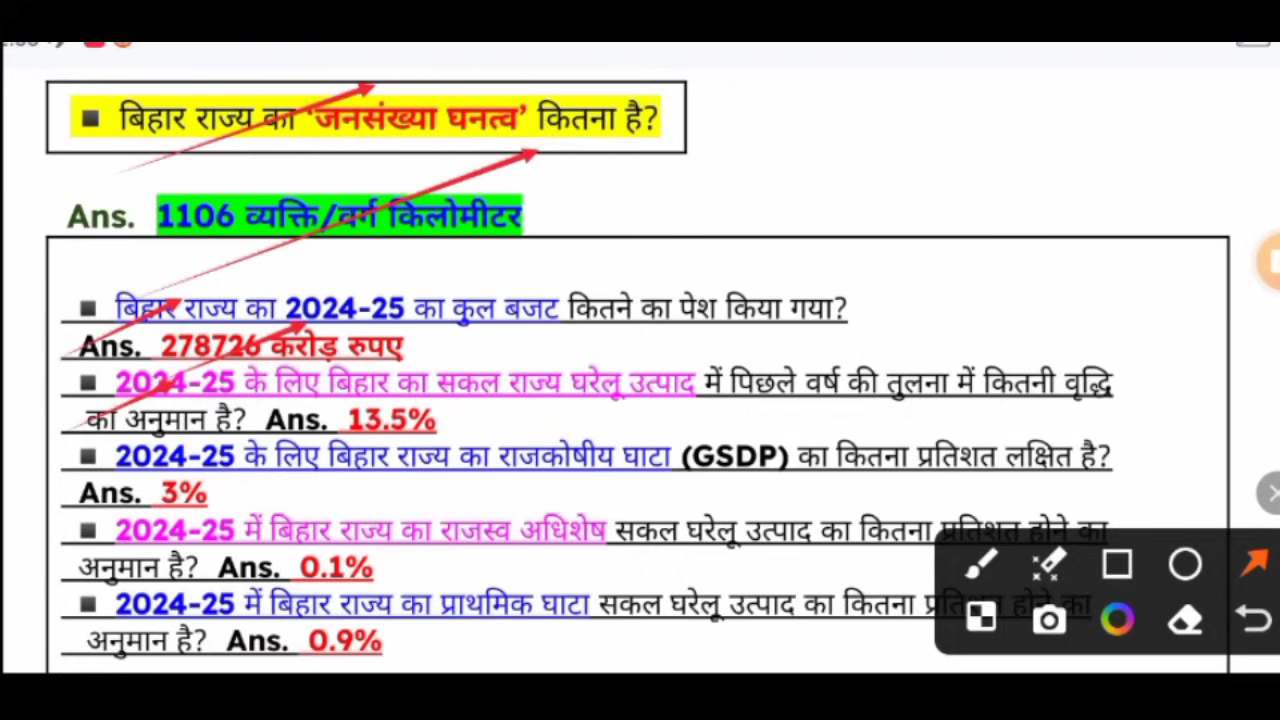 ▪ बिहार राज्य का ‘जनसंख्या घनत्व’ कितना है?
Ans. 1106 व्यक्ति/वर्ग किलोमीटर
▪ बिहार राज्य का 2024-25 का कुल बजट कितने का पेश किया गया?
Ans. 278726 करोड़ रुपए
▪ 2024-25 के लिए बिहार का सकल राज्य घरेलू उत्पाद में पिछले वर्ष की तुलना में कितनी वृद्धि
का अनुमान है? Ans. 13.5%
▪ 2024-25 के लिए बिहार राज्य का राजकोषीय घाटा (GSDP) का कितना प्रतिशत लक्षित है?
Ans. 3%
▪ 2024-25 में बिहार राज्य का राजस्व अधिशेष सकल घरेलू उत्पाद का कितना प्रतिशत होने का
अनुमान है? Ans. 0.1%
▪ 2024-25 में बिहार राज्य का प्राथमिक घाटा सकल घरेलू उत्पाद का कितना प्रतिशत होने का
अनुमान है? Ans. 0.9%